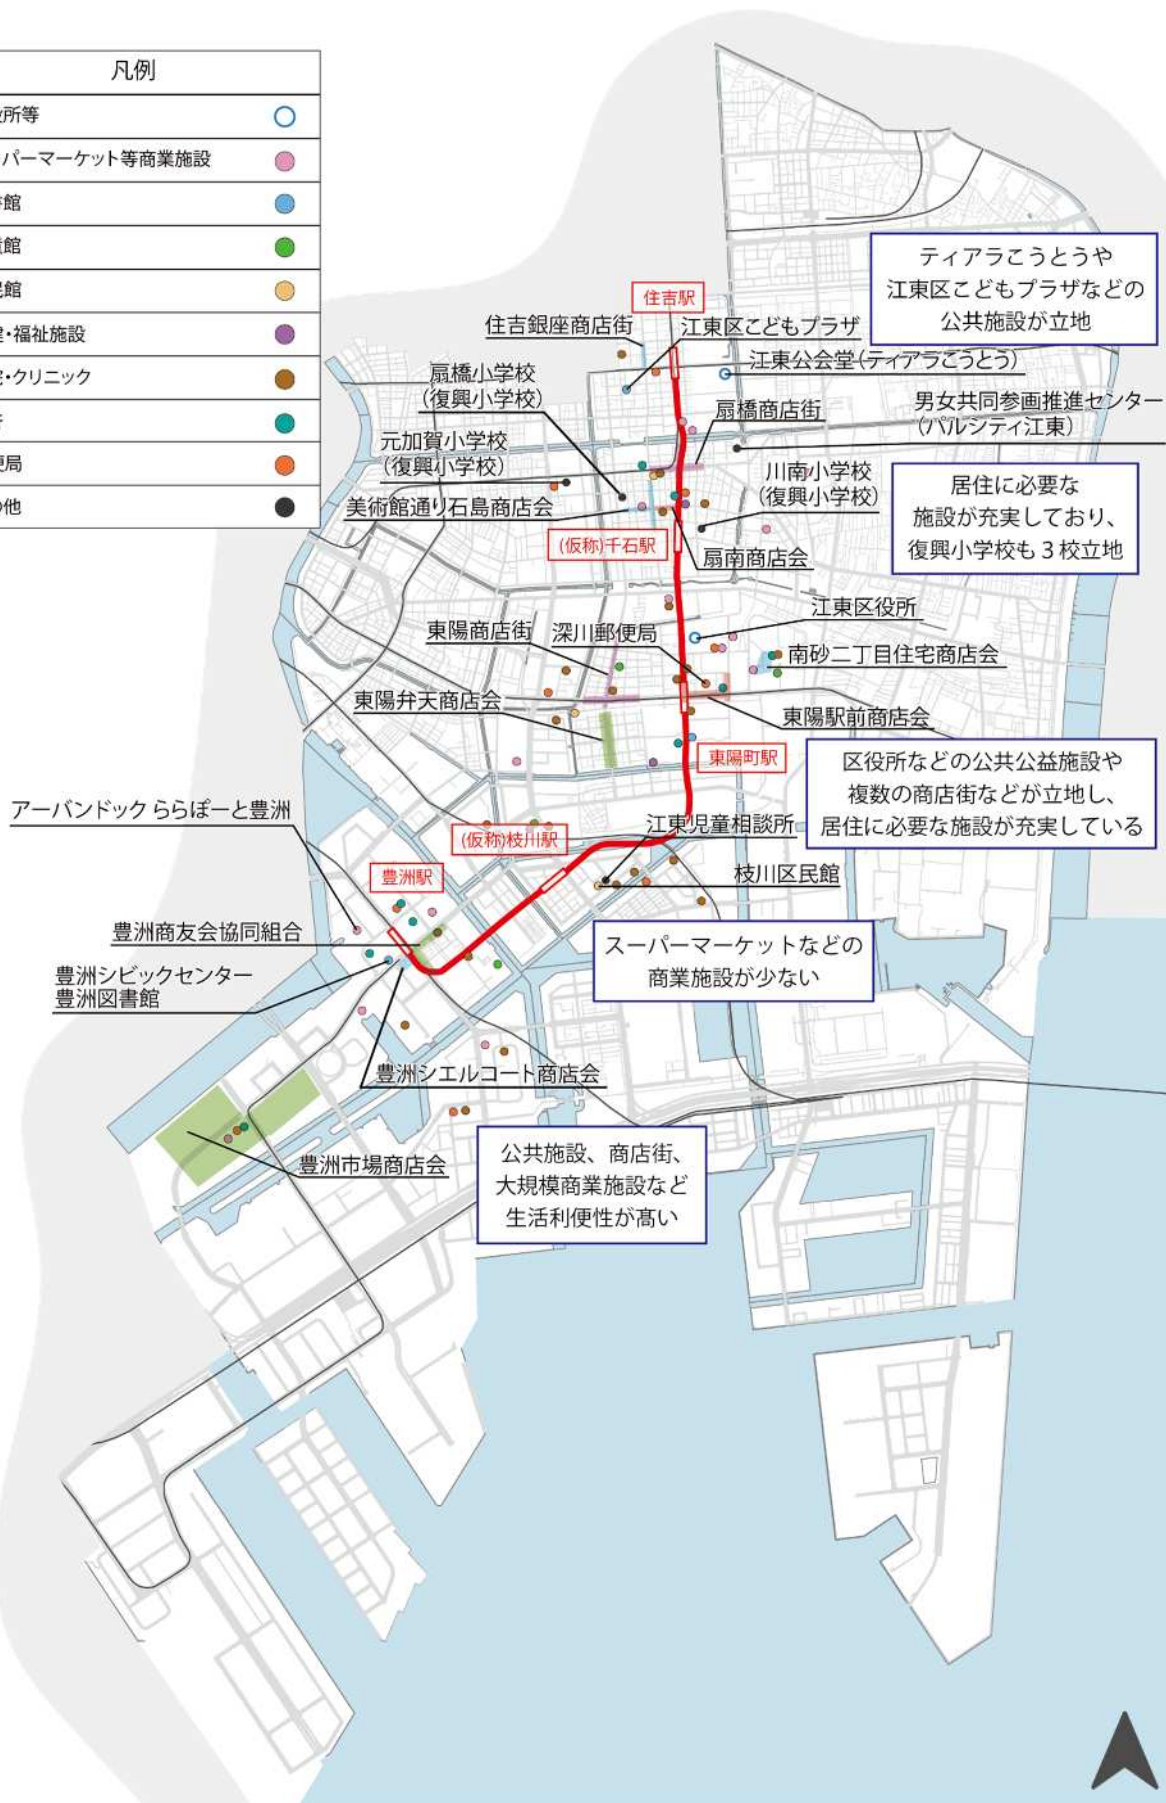 凡例
所等
パーマーケット等商業施設
館
館
館
・福祉施設
・クリニック
局
他
ティアラこうとうや
江東区こどもプラザなどの
公共施設が立地
住吉駅
住吉銀座商店街
江東区こどもプラザ
江東公会堂(ティアラこうとう)
扇橋小学校
(復興小学校)
扇橋商店街
男女共同参画推進センター
(パルシティ江東)
元加賀小学校
(復興小学校)
川南小学校
(復興小学校)
美術館通り石島商店会
居住に必要な
施設が充実しており、
復興小学校も3校立地
(仮称)千石駅
扇南商店会
江東区役所
東陽商店街
深川郵便局
南砂二丁目住宅商店会
東陽弁天商店会
東陽駅前商店会
東陽町駅
区役所などの公共公益施設や
複数の商店街などが立地し、
居住に必要な施設が充実している
アーバンドック ららぽーと豊洲
(仮称)枝川駅
江東児童相談所
豊洲駅
枝川区民館
豊洲商友会協同組合
スーパーマーケットなどの
商業施設が少ない
豊洲シビックセンター
豊洲図書館
豊洲シエルコート商店会
豊洲市場商店会
公共施設、商店街、
大規模商業施設など
生活利便性が高い